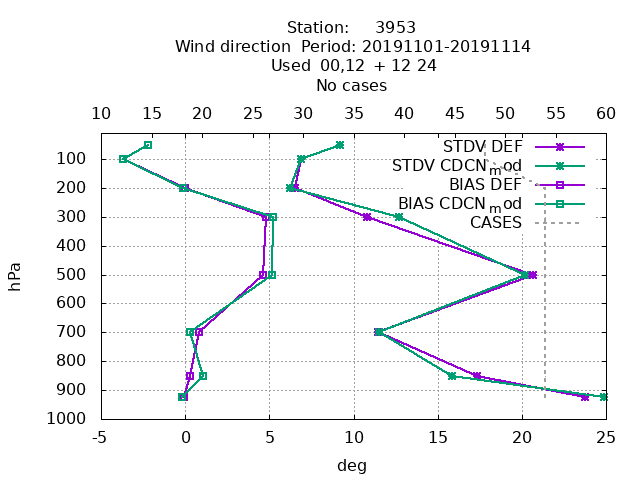 Station: 3953
Wind direction Period: 20191101-20191114
Used 00,12 + 12 24
No cases
10 15 20 25 30 35 40 45 50 55 60
STDV DEF
STDV CDCN_mod
BIAS DEF
BIAS CDCN_mod
CASES
hPa
100
200
300
400
500
600
700
800
900
1000
-5 0 5 10 15 20 25
deg